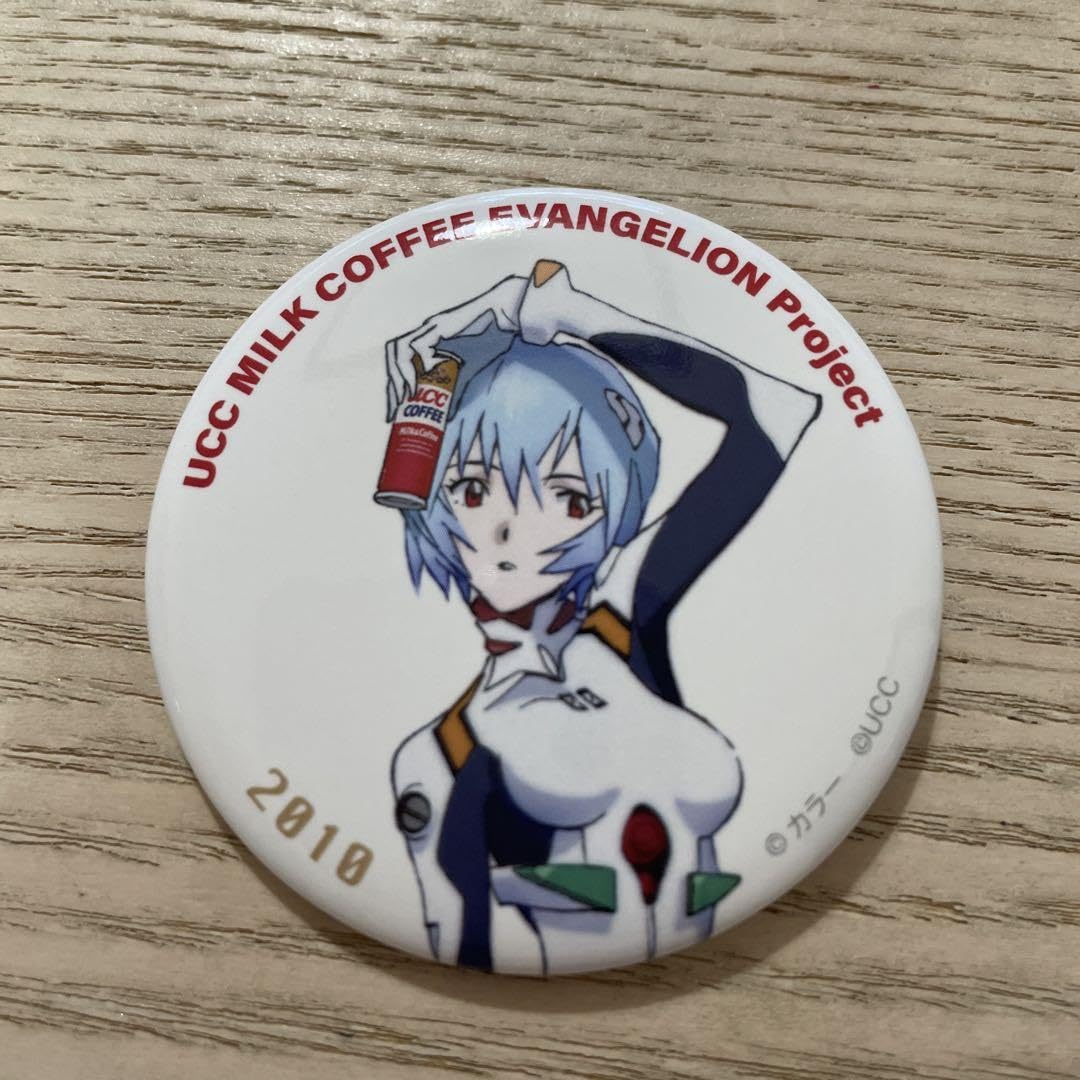 UCC MILK COFFEE EVANGELION Project
UCC
COFFEE
Milk&Coffee
2010
©カラー ©UCC